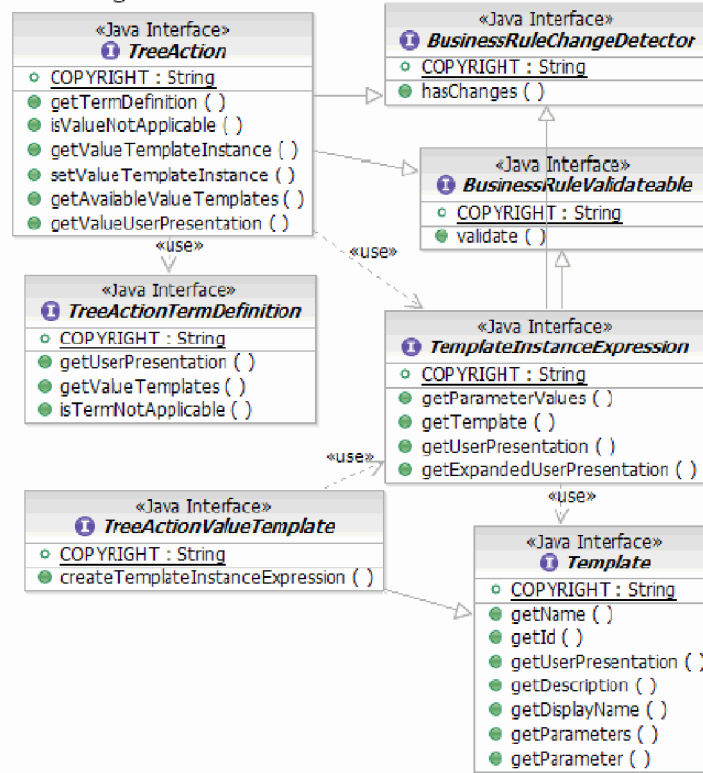 «Java Interface»
TreeAction
COPYRIGHT : String
getTermDefinition ( )
isValueNotApplicable ( )
getValueTemplateInstance ( )
setValueTemplateInstance ( )
getAvailableValueTemplates ( )
getValueUserPresentation ( )
«Java Interface»
BusinessRuleChangeDetector
COPYRIGHT : String
hasChanges ( )
«Java Interface»
BusinessRuleValidateable
COPYRIGHT : String
validate ( )
«use»
«use»
«Java Interface»
TreeActionTermDefinition
COPYRIGHT : String
getUserPresentation ( )
getValueTemplates ( )
isTermNotApplicable ( )
«Java Interface»
TemplateInstanceExpression
COPYRIGHT : String
getParameterValues ( )
getTemplate ( )
getUserPresentation ( )
getExpandedUserPresentation ( )
«use»
«use»
«Java Interface»
TreeActionValueTemplate
COPYRIGHT : String
createTemplateInstanceExpression ( )
«Java Interface»
Template
COPYRIGHT : String
getName ( )
getId ( )
getUserPresentation ( )
getDescription ( )
getDisplayName ( )
getParameters ( )
getParameter ( )